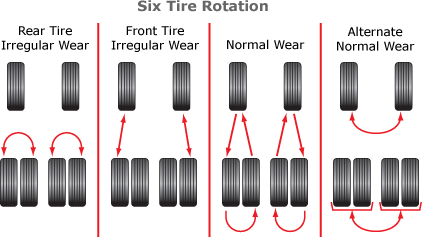 Six Tire Rotation
Rear Tire
Irregular Wear
Front Tire
Irregular Wear
Normal Wear
Alternate
Normal Wear